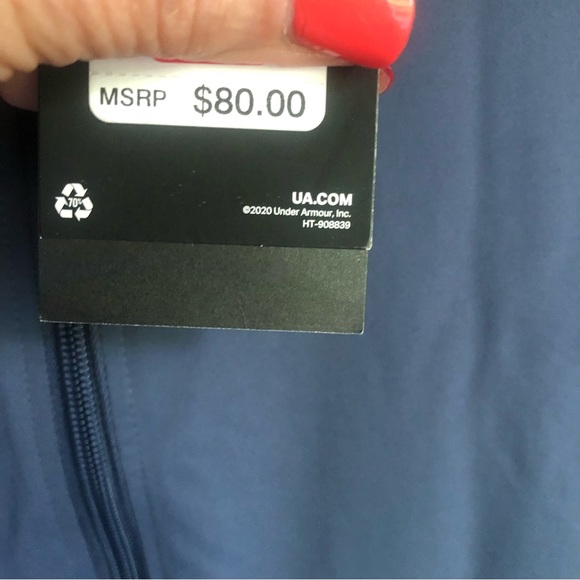 MSRP $80.00
70%
UA.COM
©2020 Under Armour, Inc.
HT-908839